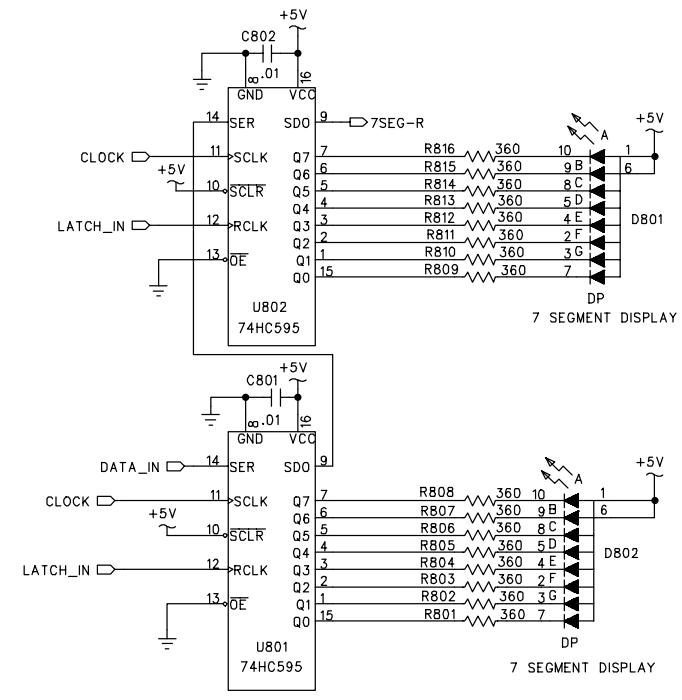 +5V
C802
.01
8
16
GND VCC
14 SER SDO 9 7SEG-R
CLOCK 11 SCLK Q7 7 R816 360 10 A 1 +5V
Q6 6 R815 360 9 B 6
+5V 10 SCLR Q5 5 R814 360 8 C
Q4 4 R813 360 5 D
LATCH_IN 12 RCLK Q3 3 R812 360 4 E D801
Q2 2 R811 360 2 F
13 OE Q1 1 R810 360 3 G
Q0 15 R809 360 7
DP
U802
74HC595
7 SEGMENT DISPLAY
+5V
C801
.01
8
16
GND VCC
DATA_IN 14 SER SDO 9
CLOCK 11 SCLK Q7 7 R808 360 10 A 1 +5V
Q6 6 R807 360 9 B 6
+5V 10 SCLR Q5 5 R806 360 8 C
Q4 4 R805 360 5 D
LATCH_IN 12 RCLK Q3 3 R804 360 4 E D802
Q2 2 R803 360 2 F
13 OE Q1 1 R802 360 3 G
Q0 15 R801 360 7
DP
U801
74HC595
7 SEGMENT DISPLAY